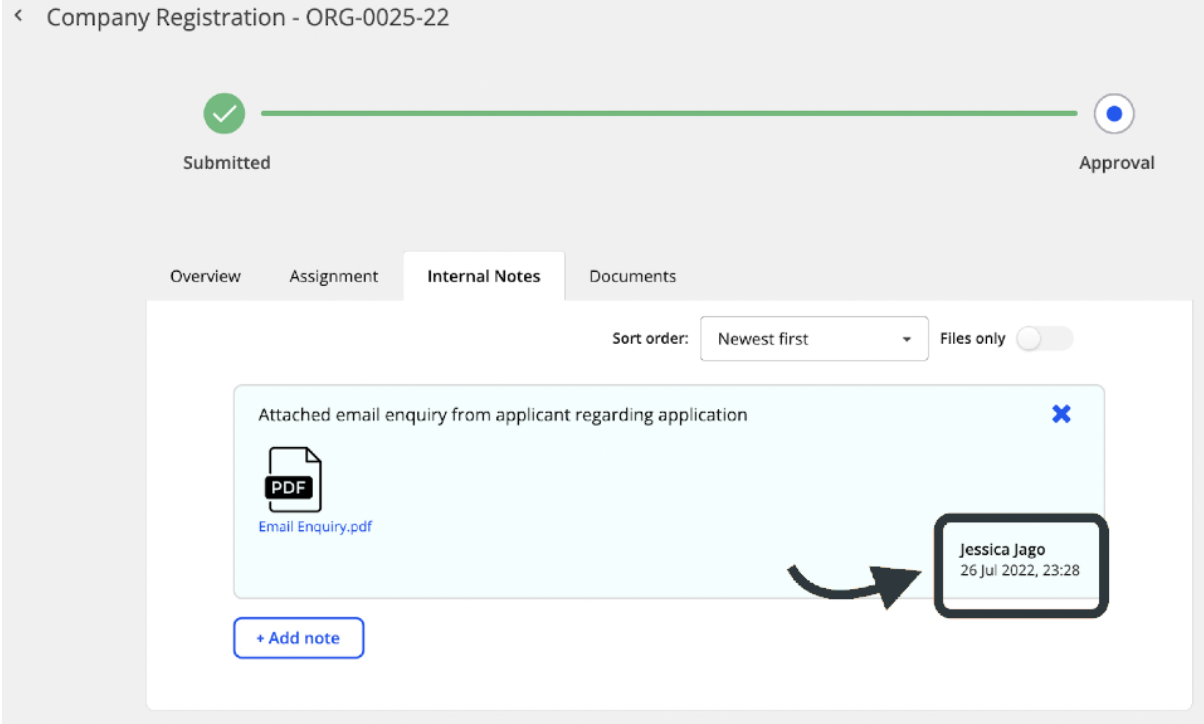 Company Registration - ORG-0025-22
Submitted
Approval
Overview Assignment Internal Notes Documents
Sort order: Newest first Files only
Attached email enquiry from applicant regarding application
PDF
Email Enquiry.pdf
Jessica Jago
26 Jul 2022, 23:28
+ Add note